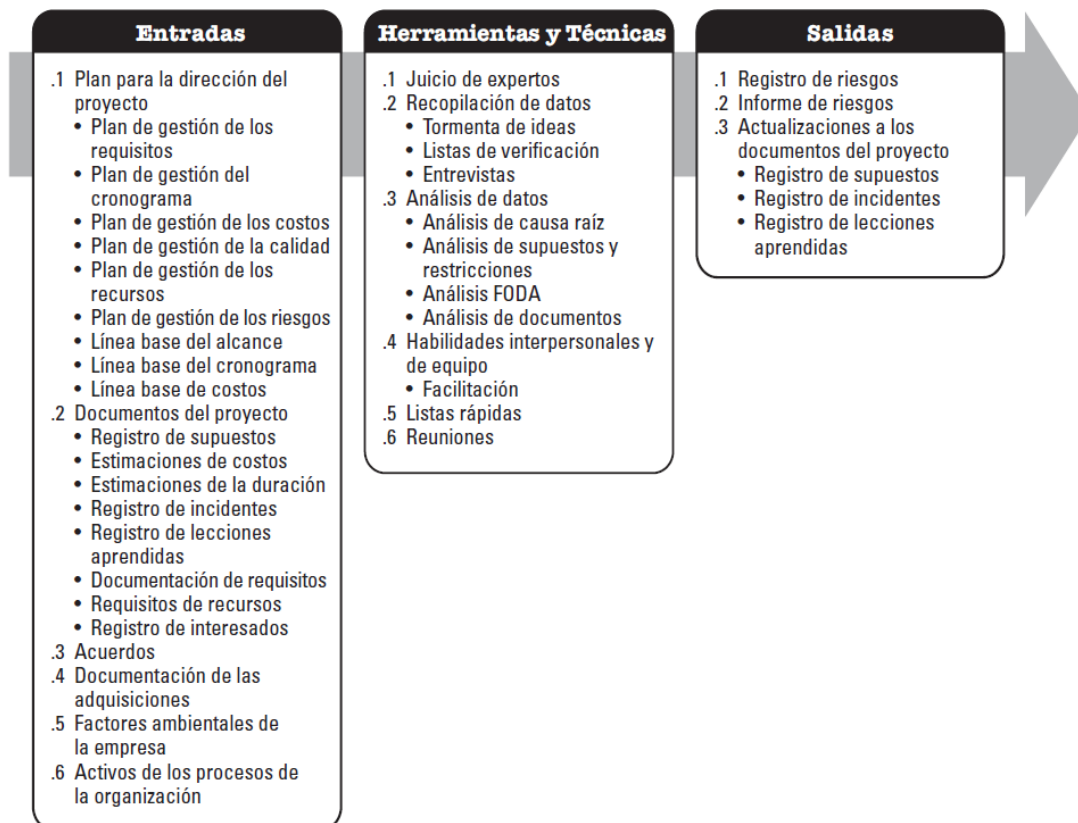 Entradas
.1 Plan para la dirección del
proyecto
• Plan de gestión de los
requisitos
• Plan de gestión del
cronograma
• Plan de gestión de los costos
• Plan de gestión de la calidad
• Plan de gestión de los
recursos
• Plan de gestión de los riesgos
• Línea base del alcance
• Línea base del cronograma
• Línea base de costos
.2 Documentos del proyecto
• Registro de supuestos
• Estimaciones de costos
• Estimaciones de la duración
• Registro de incidentes
• Registro de lecciones
aprendidas
• Documentación de requisitos
• Requisitos de recursos
• Registro de interesados
.3 Acuerdos
.4 Documentación de las
adquisiciones
.5 Factores ambientales de
la empresa
.6 Activos de los procesos de
la organización
Herramientas y Técnicas
.1 Juicio de expertos
.2 Recopilación de datos
• Tormenta de ideas
• Listas de verificación
• Entrevistas
.3 Análisis de datos
• Análisis de causa raíz
• Análisis de supuestos y
restricciones
• Análisis FODA
• Análisis de documentos
.4 Habilidades interpersonales y
de equipo
• Facilitación
.5 Listas rápidas
.6 Reuniones
Salidas
.1 Registro de riesgos
.2 Informe de riesgos
.3 Actualizaciones a los
documentos del proyecto
• Registro de supuestos
• Registro de incidentes
• Registro de lecciones
aprendidas